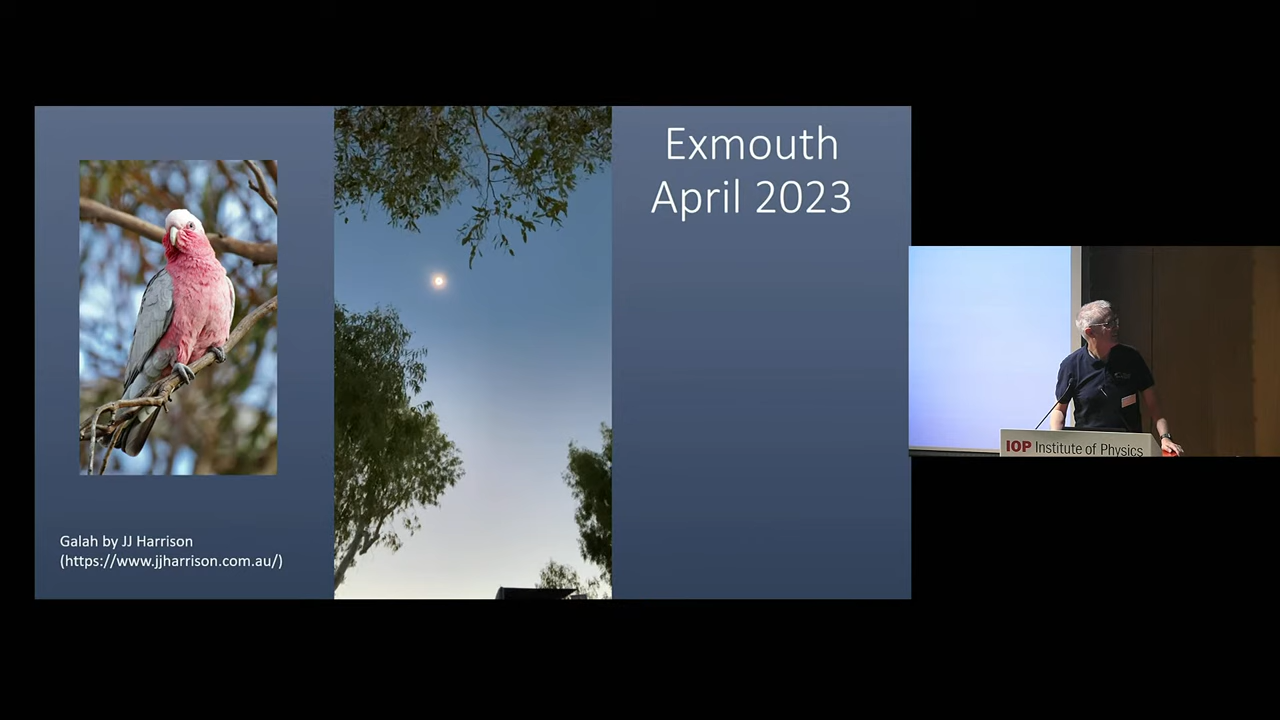 Exmouth
April 2023
Galah by JJ Harrison
(https://www.jjharrison.com.au/)
IOP Institute of Physics